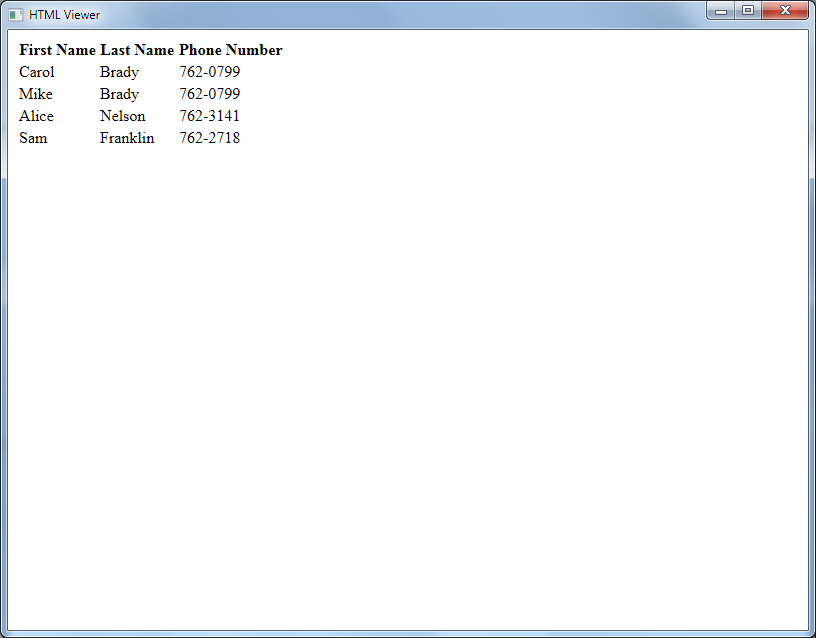 HTML Viewer
First Name Last Name Phone Number
Carol Brady 762-0799
Mike Brady 762-0799
Alice Nelson 762-3141
Sam Franklin 762-2718